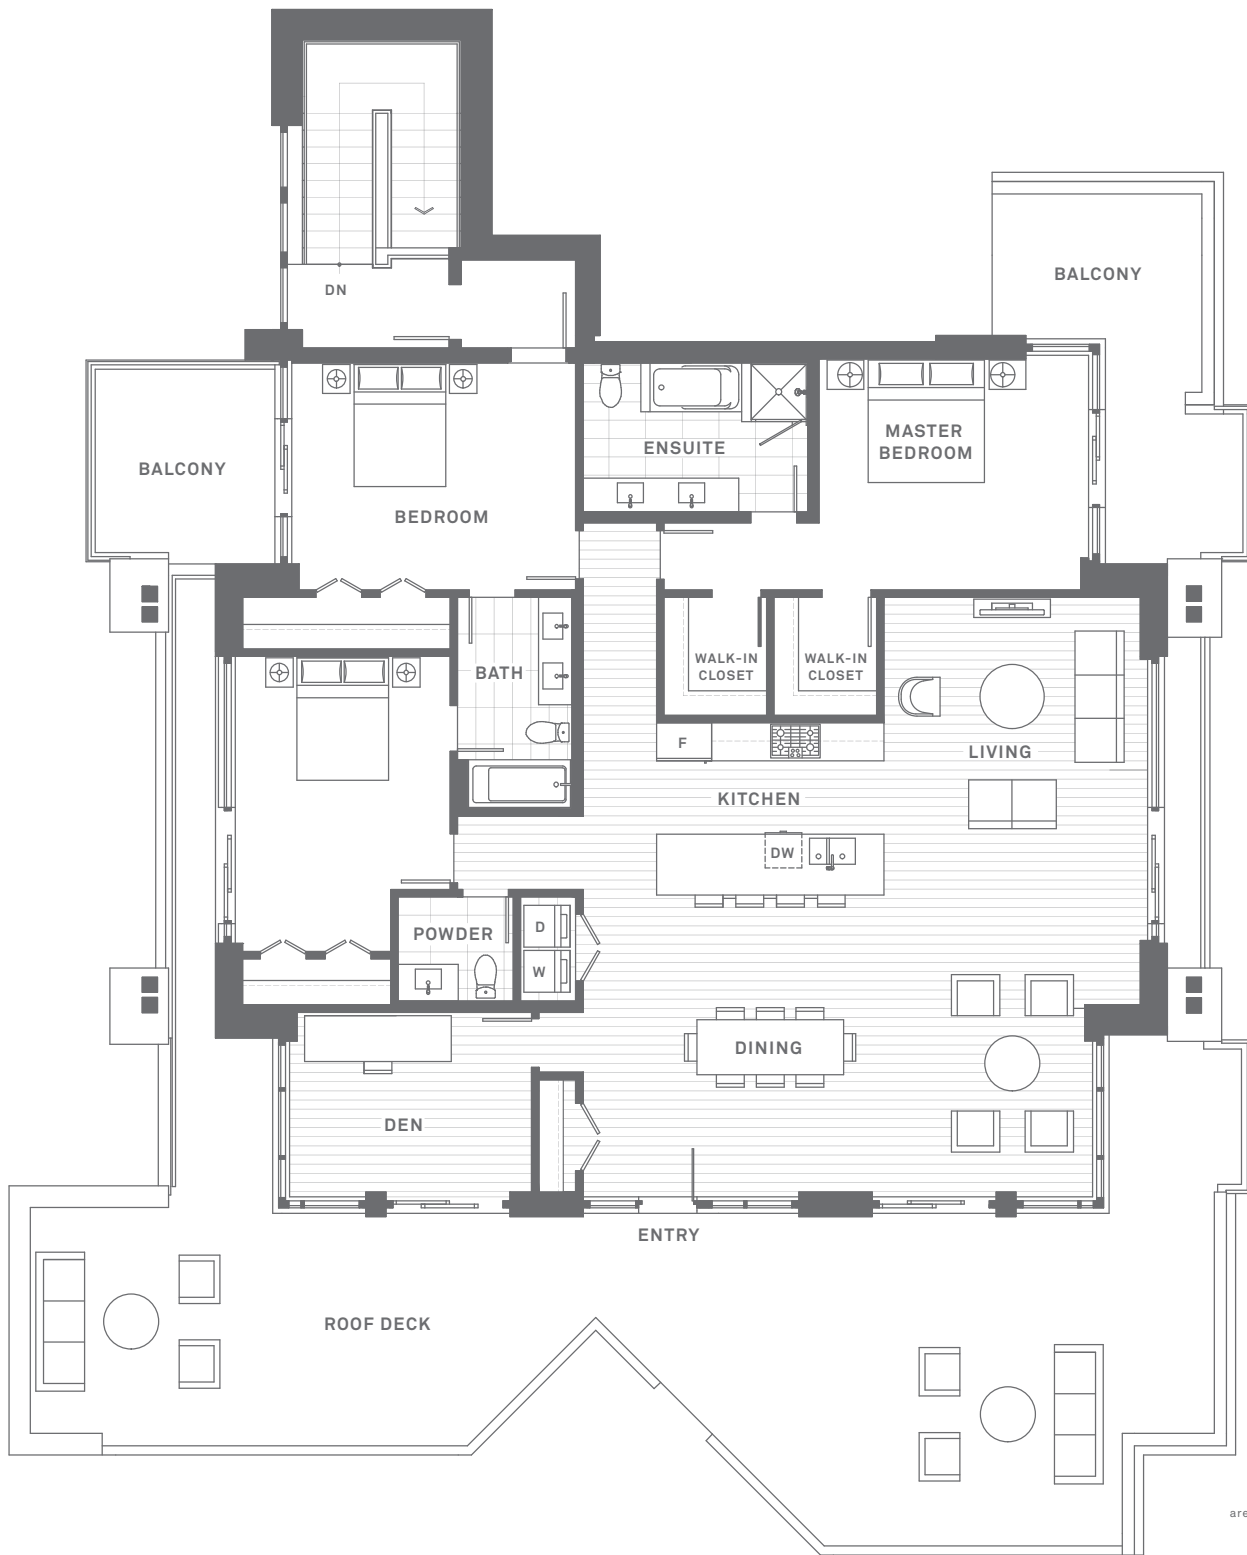 BALCONY
DN
MASTER
BEDROOM
ENSUITE
BALCONY
BEDROOM
WALK-IN
CLOSET
WALK-IN
CLOSET
BATH
F
LIVING
KITCHEN
DW
D
POWDER
W
DINING
DEN
ENTRY
ROOF DECK
are